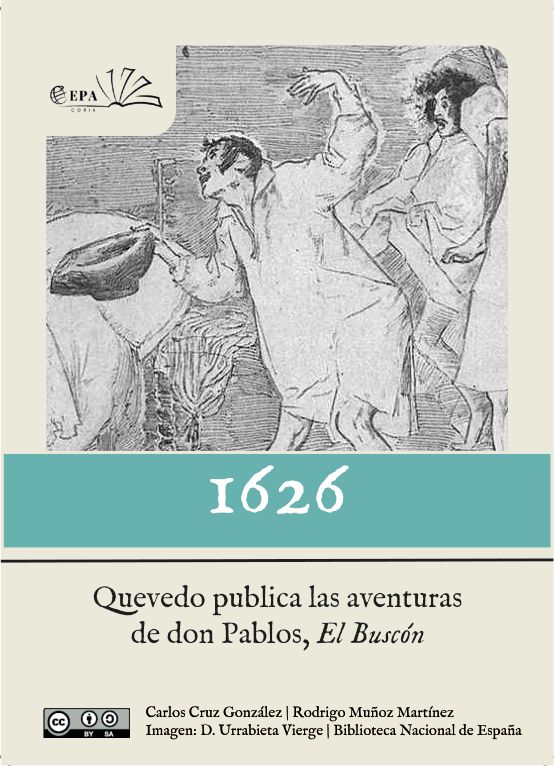 EPA
CORIA
1626
Quevedo publica las aventuras
de don Pablos, El Buscón
cc
BY SA
Carlos Cruz González | Rodrigo Muñoz Martínez
Imagen: D. Urrabieta Vierge | Biblioteca Nacional de España